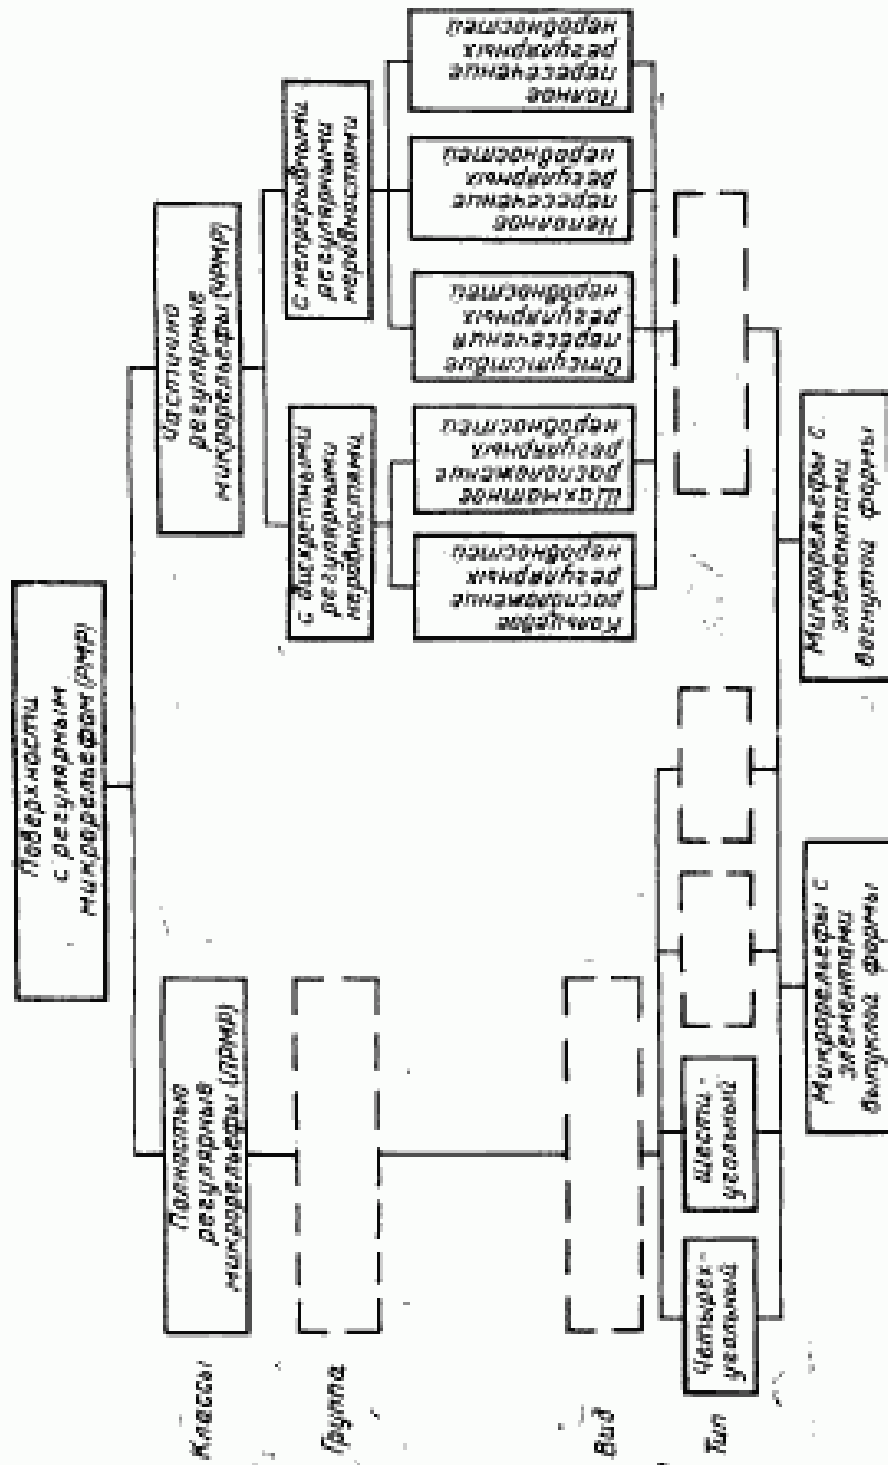 Поверхности
с регулярным
микрорельефом (РМР)
Классы
Полностью
регулярные
микрорельефы (ПРМР)
Частично
регулярные
микрорельефы (ЧРМР)
Группа
С дискретными
регулярными
неровностями
С непрерывными
регулярными
неровностями
Вид
Кольцевое
расположение
регулярных
неровностей
Шахматное
расположение
регулярных
неровностей
Отсутствие
пересечения
регулярных
неровностей
Неполное
пересечение
регулярных
неровностей
Полное
пересечение
регулярных
неровностей
Тип
Четырех-
угольный
Шести-
угольный
Микрорельефы с
элементами
выпуклой формы
Микрорельефы с
элементами
вогнутой формы